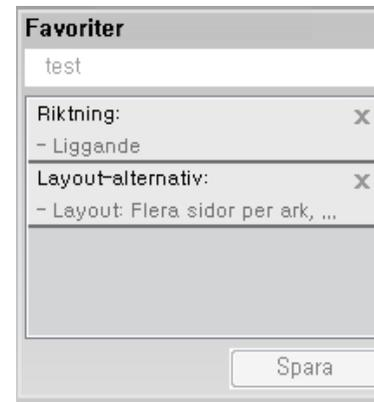 Favoriter
test
Riktning: x
- Liggande
Layout-alternativ: x
- Layout: Flera sidor per ark, ...
Spara